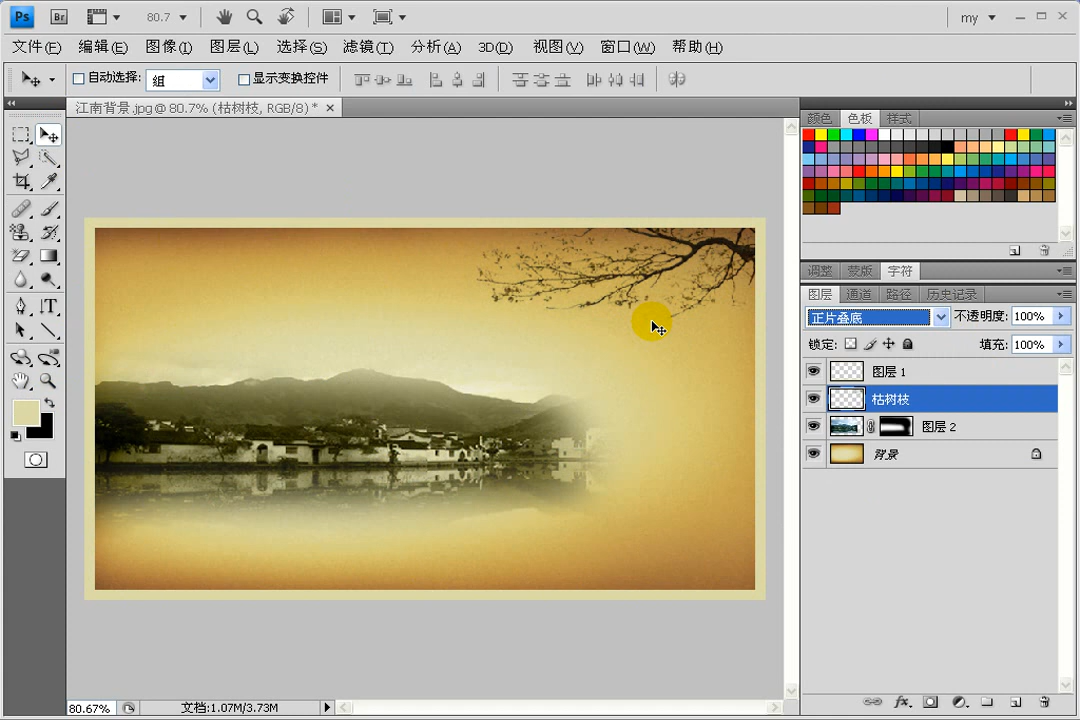 Ps Br 80.7 my
文件(F) 编辑(E) 图像(I) 图层(L) 选择(S) 滤镜(T) 分析(A) 3D(D) 视图(V) 窗口(W) 帮助(H)
自动选择: 组 显示变换控件
江南背景.jpg @ 80.7% (枯树枝, RGB/8) *
颜色 色板 样式
调整 蒙版 字符
图层 通道 路径 历史记录
正片叠底 不透明度: 100%
锁定: 填充: 100%
图层 1
枯树枝
图层 2
背景
80.67% 文档:1.07M/3.73M